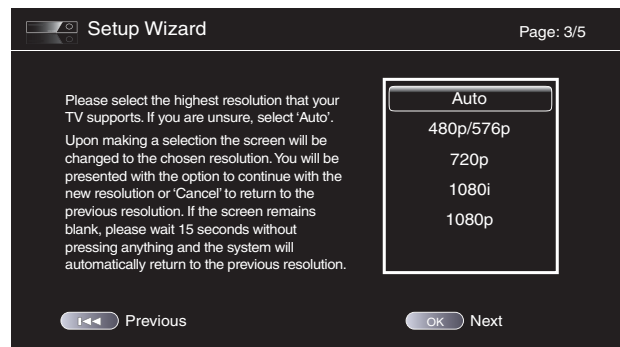 Setup Wizard
Page: 3/5
Please select the highest resolution that your
TV supports. If you are unsure, select ‘Auto’.
Upon making a selection the screen will be
changed to the chosen resolution. You will be
presented with the option to continue with the
new resolution or ‘Cancel’ to return to the
previous resolution. If the screen remains
blank, please wait 15 seconds without
pressing anything and the system will
automatically return to the previous resolution.
Auto
480p/576p
720p
1080i
1080p
Previous
OK Next